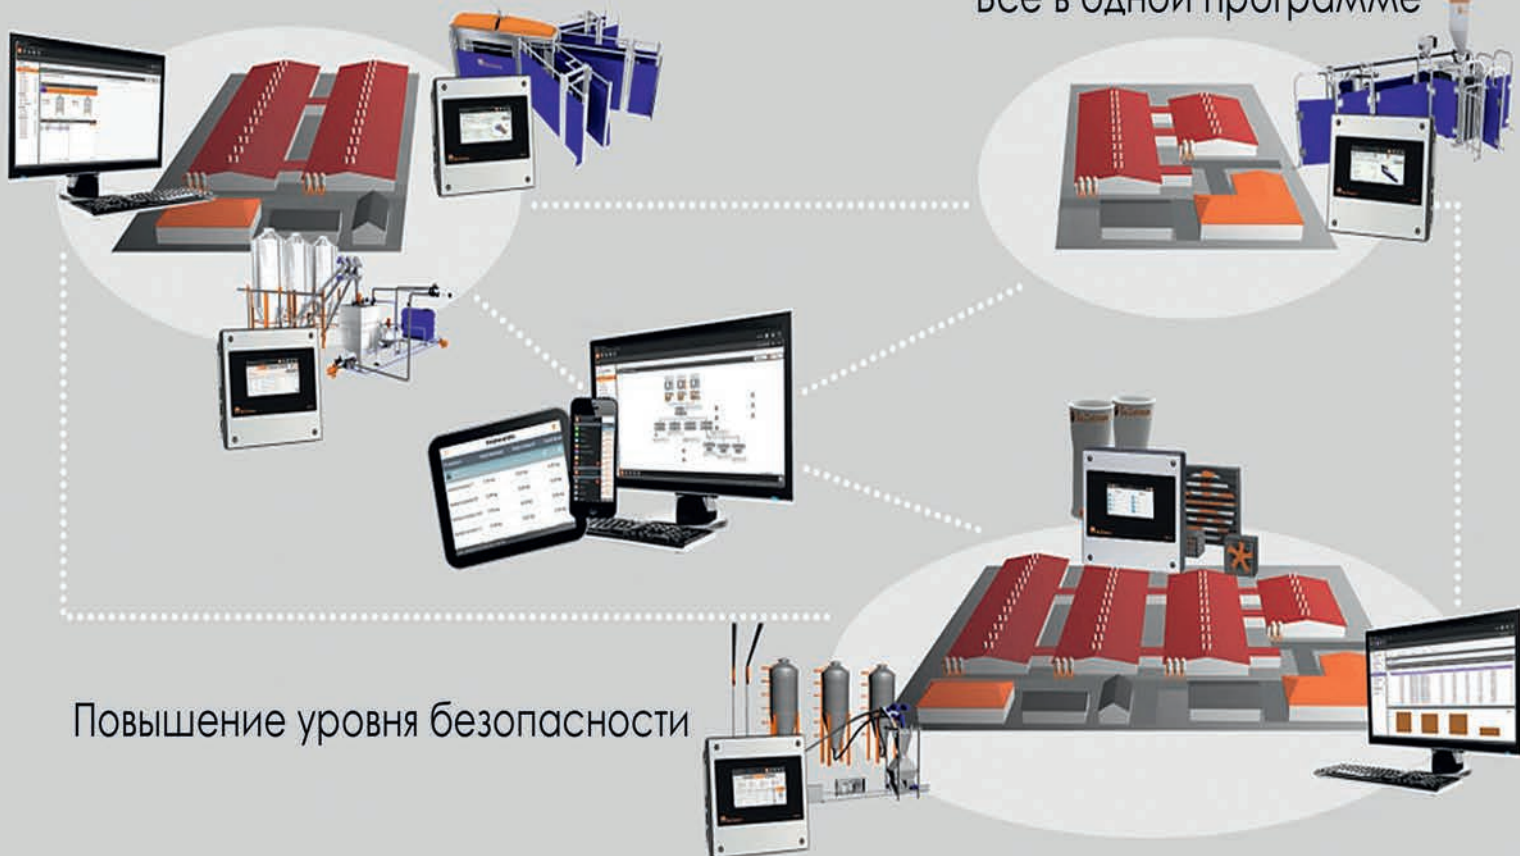 Все в одной программе
Повышение уровня безопасности